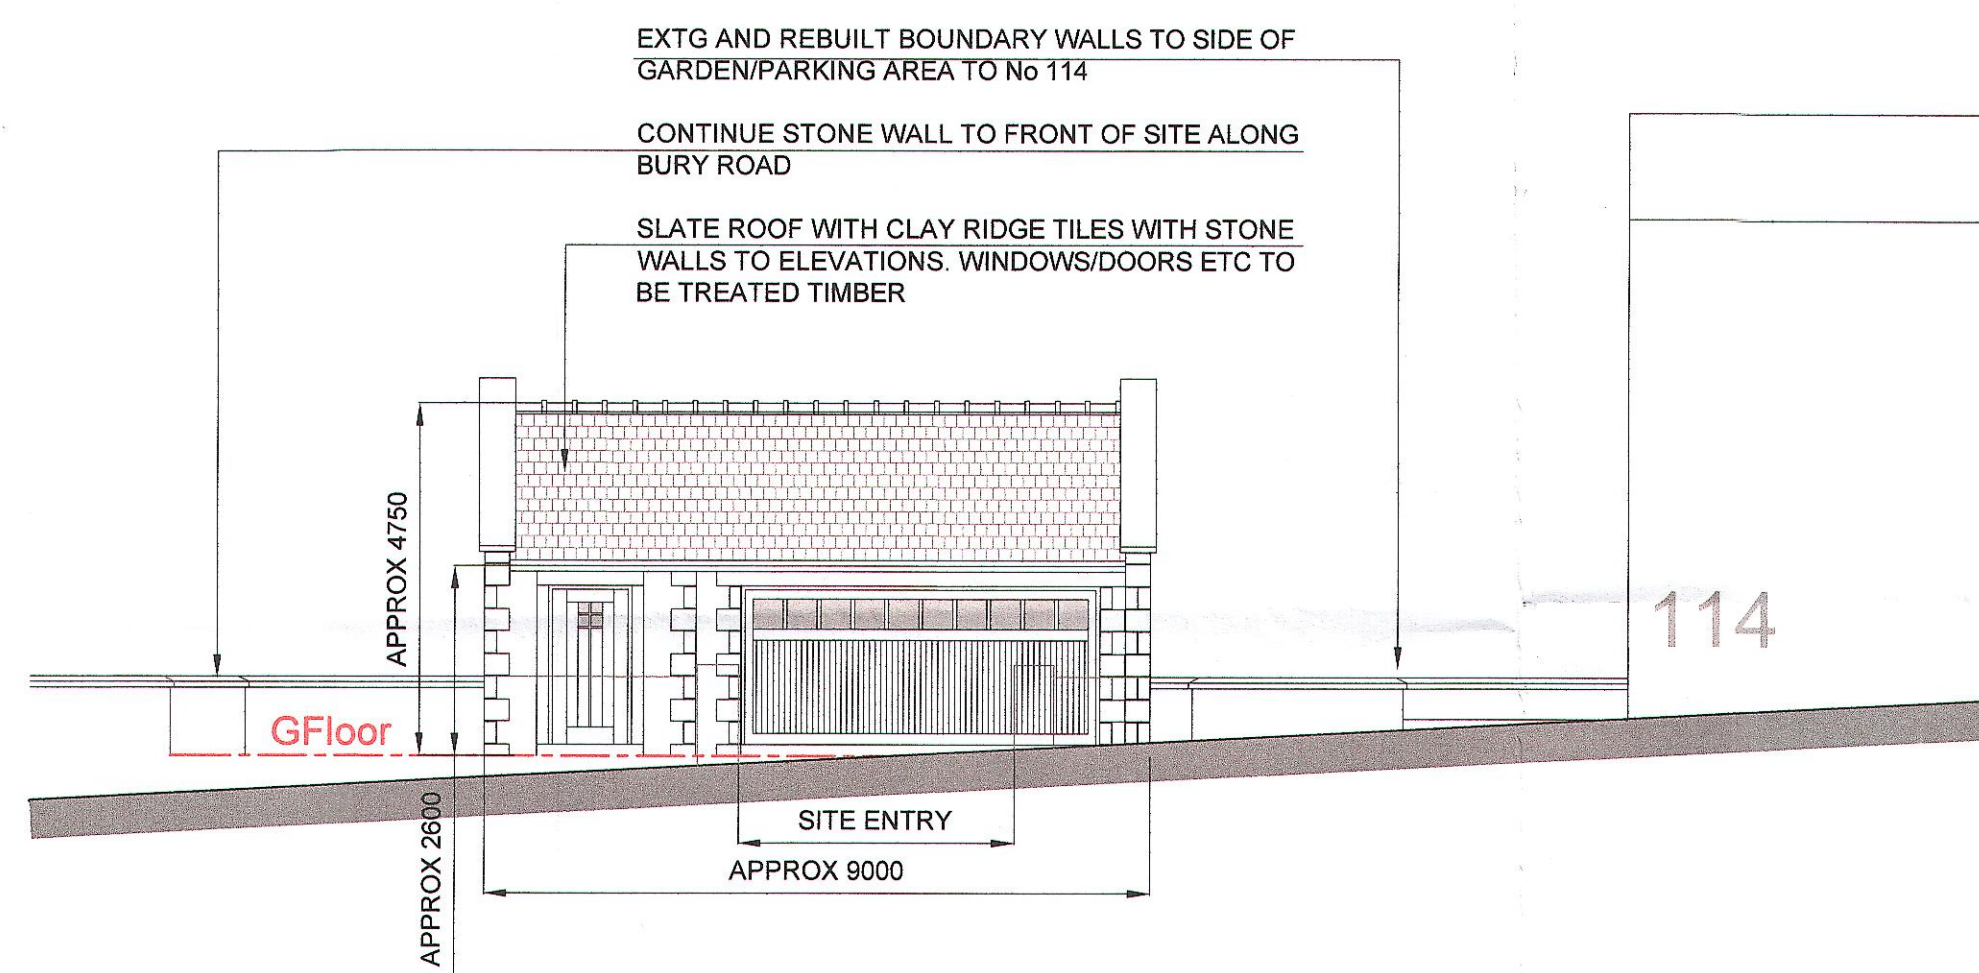 EXTG AND REBUILT BOUNDARY WALLS TO SIDE OF
GARDEN/PARKING AREA TO No 114
CONTINUE STONE WALL TO FRONT OF SITE ALONG
BURY ROAD
SLATE ROOF WITH CLAY RIDGE TILES WITH STONE
WALLS TO ELEVATIONS. WINDOWS/DOORS ETC TO
BE TREATED TIMBER
APPROX 4750
114
GFloor
APPROX 2600
SITE ENTRY
APPROX 9000